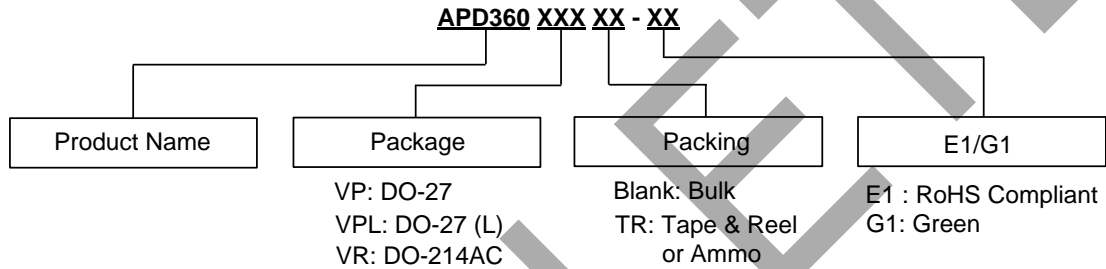 APD360 XXX XX - XX
Product Name
Package
Packing
E1/G1
VP: DO-27
VPL: DO-27 (L)
VR: DO-214AC
Blank: Bulk
TR: Tape & Reel
or Ammo
E1 : RoHS Compliant
G1: Green